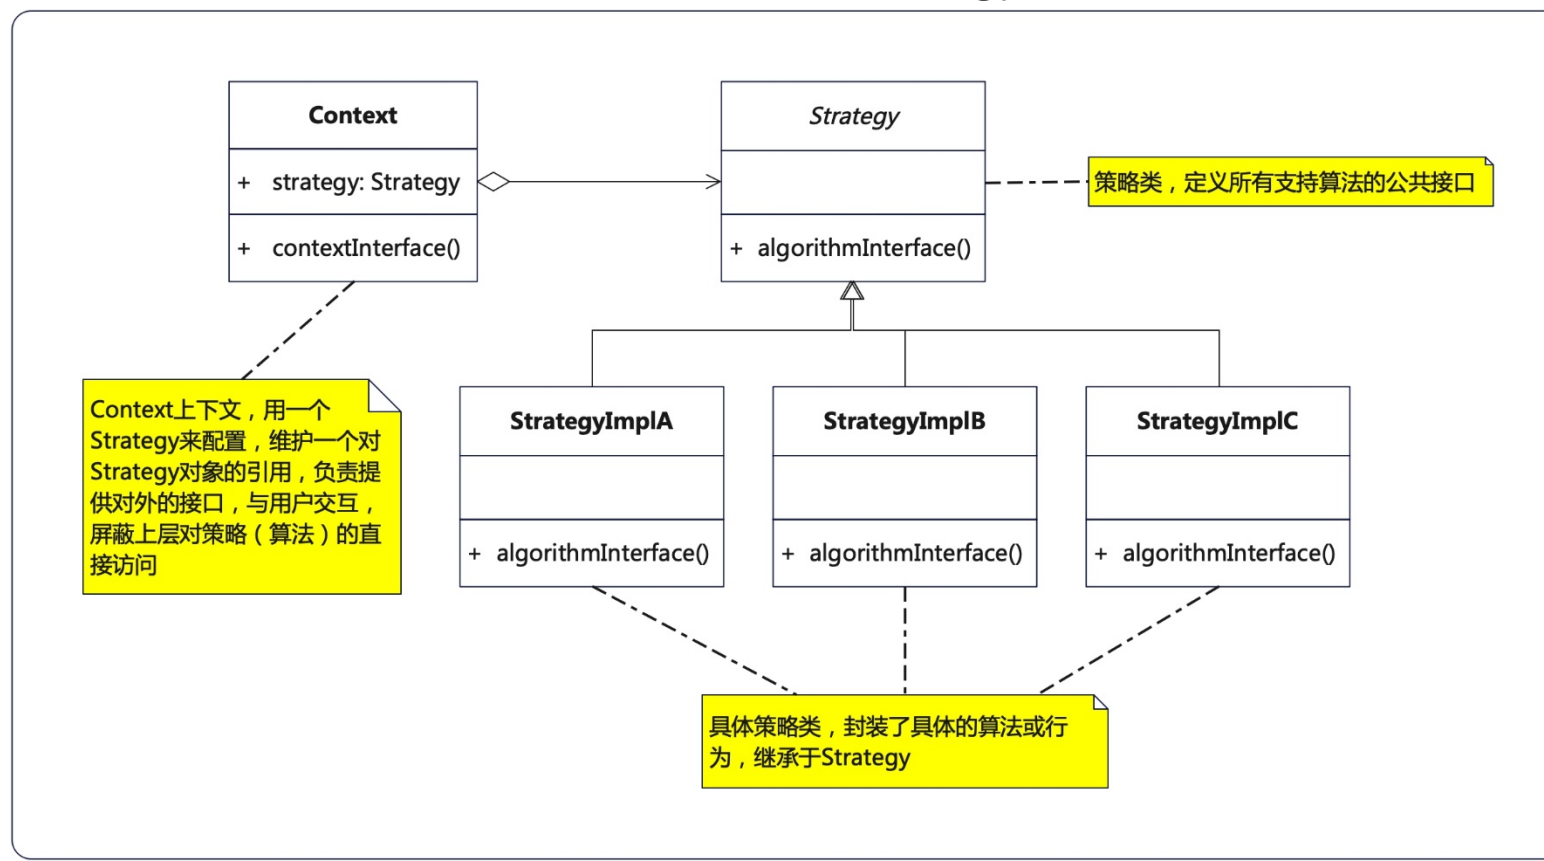 Context
Strategy
+ strategy: Strategy
策略类，定义所有支持算法的公共接口
+ contextInterface()
+ algorithmInterface()
Context上下文，用一个
Strategy来配置，维护一个对
Strategy对象的引用，负责提
供对外的接口，与用户交互，
屏蔽上层对策略（算法）的直
接访问
StrategyImplA
StrategyImplB
StrategyImplC
+ algorithmInterface()
+ algorithmInterface()
+ algorithmInterface()
具体策略类，封装了具体的算法或行
为，继承于Strategy